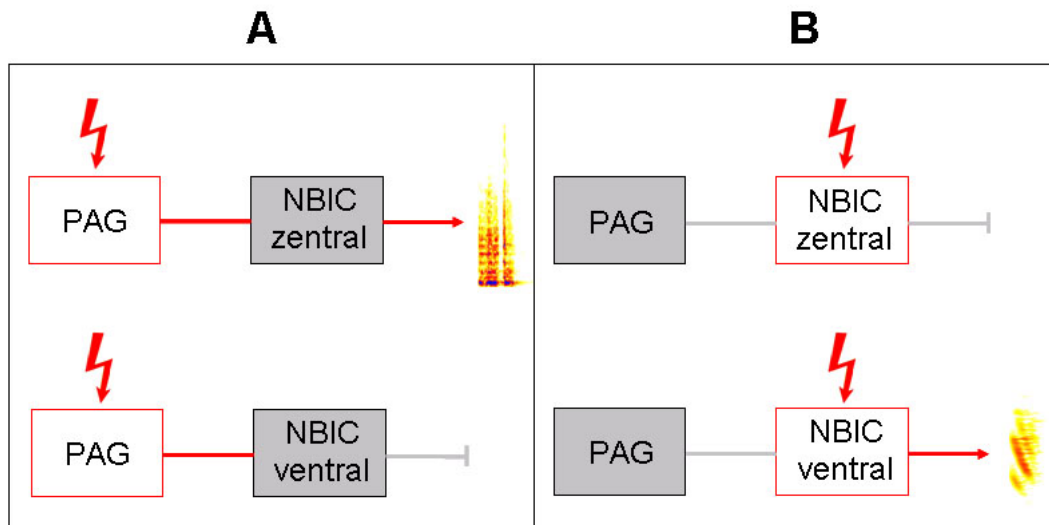 A
B
PAG
NBIC
zentral
PAG
NBIC
zentral
PAG
NBIC
ventral
PAG
NBIC
ventral